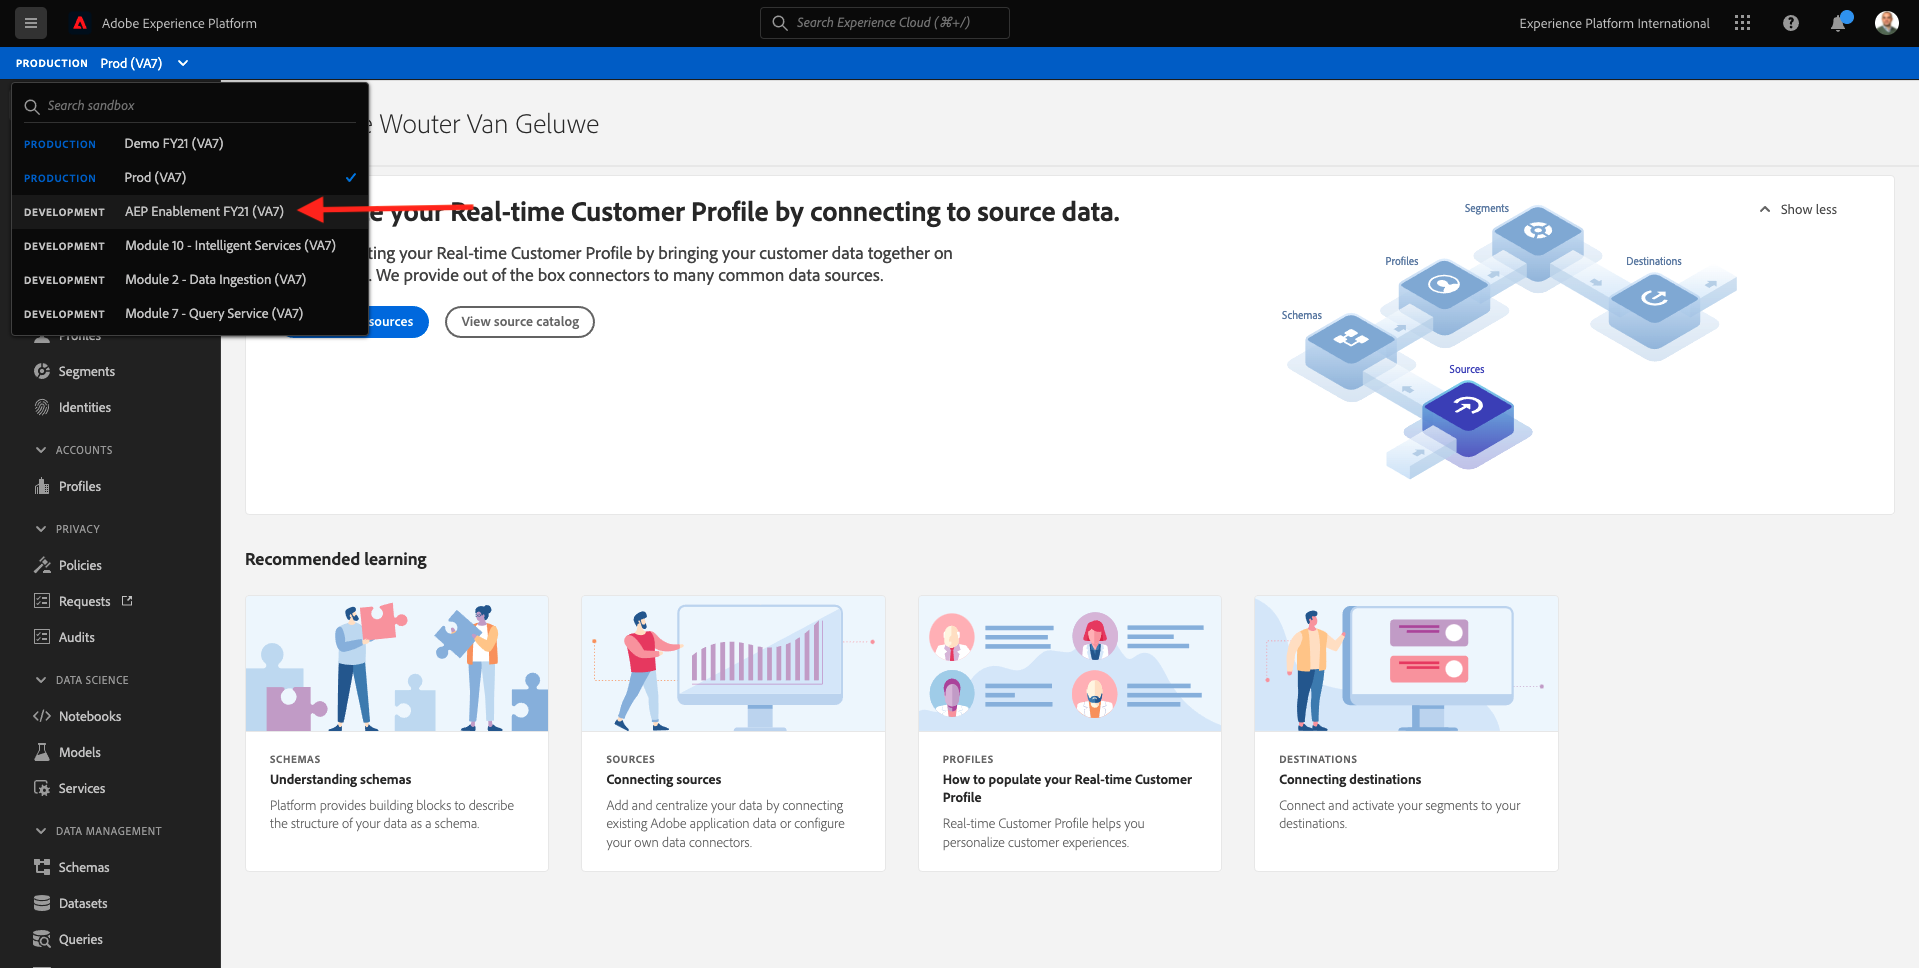 Adobe Experience Platform
Search Experience Cloud (⌘+/)
Experience Platform International
PRODUCTION Prod (VA7)
Search sandbox
PRODUCTION Demo FY21 (VA7)
PRODUCTION Prod (VA7)
DEVELOPMENT AEP Enablement FY21 (VA7)
DEVELOPMENT Module 10 - Intelligent Services (VA7)
DEVELOPMENT Module 2 - Data Ingestion (VA7)
DEVELOPMENT Module 7 - Query Service (VA7)
Profiles
Segments
Identities
ACCOUNTS
Profiles
PRIVACY
Policies
Requests
Audits
DATA SCIENCE
Notebooks
Models
Services
DATA MANAGEMENT
Schemas
Datasets
Queries
e Wouter Van Geluwe
e your Real-time Customer Profile by connecting to source data.
ting your Real-time Customer Profile by bringing your customer data together on
. We provide out of the box connectors to many common data sources.
sources
View source catalog
Show less
Segments
Profiles
Destinations
Schemas
Sources
Recommended learning
SCHEMAS
Understanding schemas
Platform provides building blocks to describe
the structure of your data as a schema.
SOURCES
Connecting sources
Add and centralize your data by connecting
existing Adobe application data or configure
your own data connectors.
PROFILES
How to populate your Real-time Customer
Profile
Real-time Customer Profile helps you
personalize customer experiences.
DESTINATIONS
Connecting destinations
Connect and activate your segments to your
destinations.